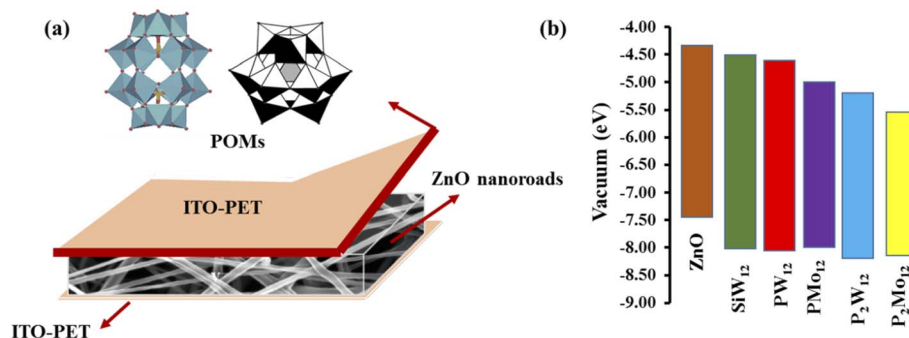 (a)
POMs
ITO-PET
ZnO nanoroads
ITO-PET
(b)
Vacuum (eV)
-4.00
-4.50
-5.00
-5.50
-6.00
-6.50
-7.00
-7.50
-8.00
-8.50
-9.00
ZnO
SiW₁₂
PW₁₂
PMo₁₂
P₂W₁₂
P₂Mo₁₂